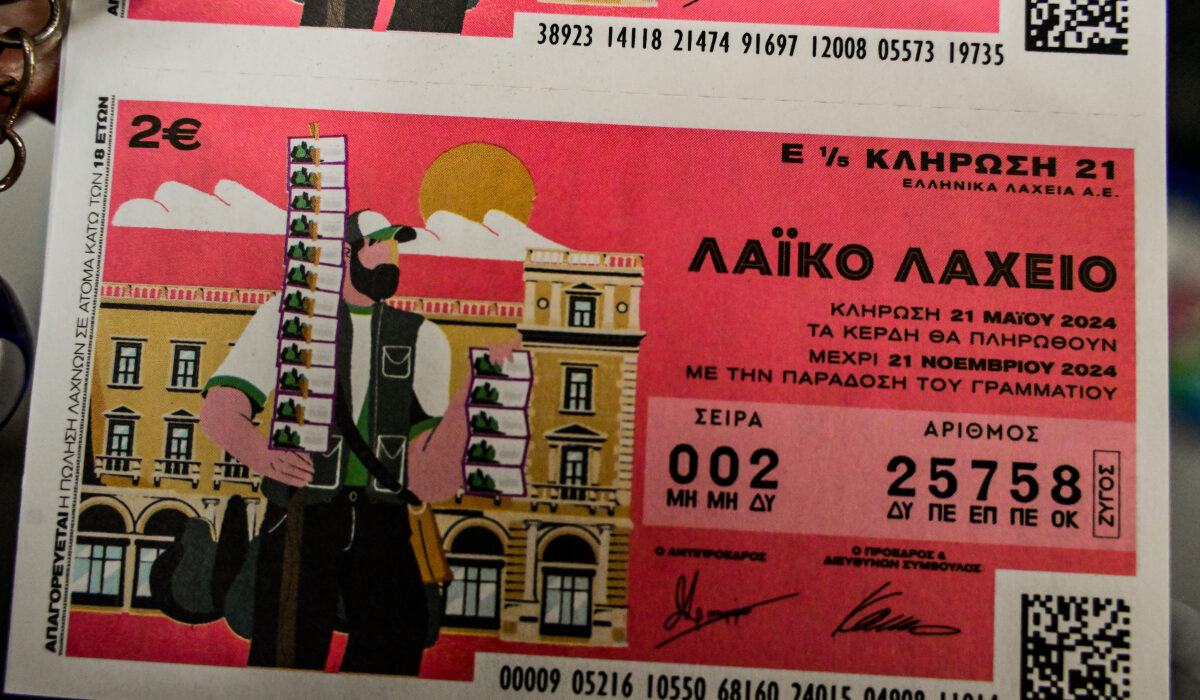 38923 14118 21474 91697 12008 05573 19735
ΑΠΑΓΟΡΕΥΕΤΑΙ Η ΠΩΛΗΣΗ ΛΑΧΝΩΝ ΣΕ ΑΤΟΜΑ ΚΑΤΩ ΤΩΝ 18 ΕΤΩΝ
2€
Ε 1/5 ΚΛΗΡΩΣΗ 21
ΕΛΛΗΝΙΚΑ ΛΑΧΕΙΑ Α.Ε.
ΛΑΪΚΟ ΛΑΧΕΙΟ
ΚΛΗΡΩΣΗ 21 ΜΑΪΟΥ 2024
ΤΑ ΚΕΡΔΗ ΘΑ ΠΛΗΡΩΘΟΥΝ
ΜΕΧΡΙ 21 ΝΟΕΜΒΡΙΟΥ 2024
ΜΕ ΤΗΝ ΠΑΡΑΔΟΣΗ ΤΟΥ ΓΡΑΜΜΑΤΙΟΥ
ΣΕΙΡΑ
002
ΜΗ ΜΗ ΔΥ
ΑΡΙΘΜΟΣ
25758
ΔΥ ΠΕ ΕΠ ΠΕ ΟΚ
ΖΥΓΟΣ
Ο ΑΝΤΙΠΡΟΕΔΡΟΣ
Ο ΠΡΟΕΔΡΟΣ &
ΔΙΕΥΘΥΝΩΝ ΣΥΜΒΟΥΛΟΣ
00009 05216 10550 68160 24015 04908